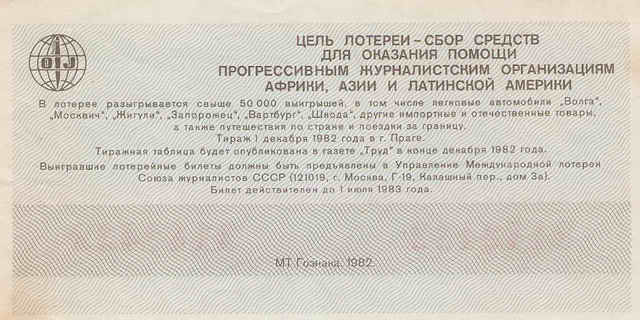 OIJ
ЦЕЛЬ ЛОТЕРЕИ – СБОР СРЕДСТВ
ДЛЯ ОКАЗАНИЯ ПОМОЩИ
ПРОГРЕССИВНЫМ ЖУРНАЛИСТСКИМ ОРГАНИЗАЦИЯМ
АФРИКИ, АЗИИ И ЛАТИНСКОЙ АМЕРИКИ
В лотерее разыгрывается свыше 50 000 выигрышей, в том числе легковые автомобили "Волга",
"Москвич", "Жигули", "Запорожец", "Вартбург", "Шкода", другие импортные и отечественные товары,
а также путешествия по стране и поездки за границу.
Тираж 1 декабря 1982 года в г. Праге.
Тиражная таблица будет опубликована в газете „Труд" в конце декабря 1982 года.
Выигравшие лотерейные билеты должны быть предъявлены в Управление Международной лотереи
Союза журналистов СССР (121019, г. Москва, Г-19, Калашный пер., дом 3а).
Билет действителен до 1 июля 1983 года.
МТ Гознака. 1982.